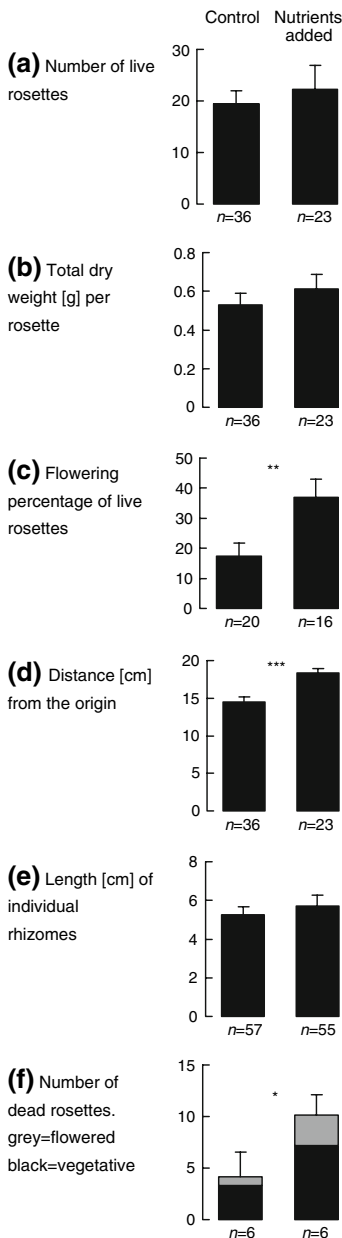 Control Nutrients
added
(a) Number of live
rosettes
30
20
10
0
n=36 n=23
(b) Total dry
weight [g] per
rosette
0.8
0.6
0.4
0.2
0
n=36 n=23
(c) Flowering
percentage of live
rosettes
50
40
30
20
10
0
**
n=20 n=16
(d) Distance [cm]
from the origin
20
15
10
5
0
***
n=36 n=23
(e) Length [cm] of
individual
rhizomes
8
6
4
2
0
n=57 n=55
(f) Number of
dead rosettes.
grey=flowered
black=vegetative
15
10
5
0
*
n=6 n=6